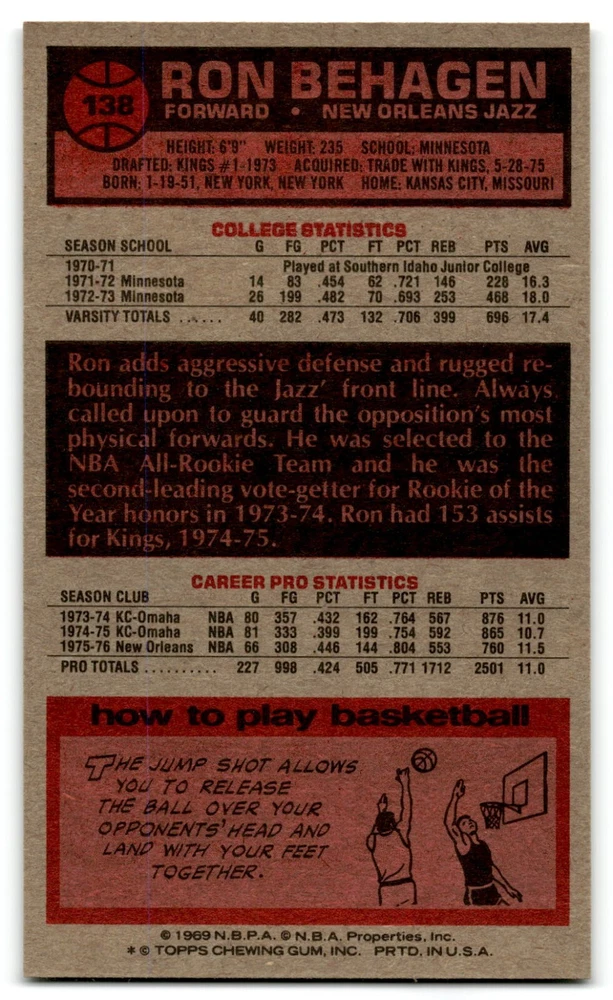 138
RON BEHAGEN
FORWARD • NEW ORLEANS JAZZ
HEIGHT: 6'9" WEIGHT: 235 SCHOOL: MINNESOTA
DRAFTED: KINGS #1-1973 ACQUIRED: TRADE WITH KINGS, 5-28-75
BORN: 1-19-51, NEW YORK, NEW YORK HOME: KANSAS CITY, MISSOURI
COLLEGE STATISTICS
SEASON SCHOOL G FG PCT FT PCT REB PTS AVG
1970-71 Played at Southern Idaho Junior College
1971-72 Minnesota 14 83 .454 62 .721 146 228 16.3
1972-73 Minnesota 26 199 .482 70 .693 253 468 18.0
VARSITY TOTALS ...... 40 282 .473 132 .706 399 696 17.4
Ron adds aggressive defense and rugged re-
bounding to the Jazz' front line. Always
called upon to guard the opposition's most
physical forwards. He was selected to the
NBA All-Rookie Team and he was the
second-leading vote-getter for Rookie of the
Year honors in 1973-74. Ron had 153 assists
for Kings, 1974-75.
CAREER PRO STATISTICS
SEASON CLUB G FG PCT FT PCT REB PTS AVG
1973-74 KC-Omaha NBA 80 357 .432 162 .764 567 876 11.0
1974-75 KC-Omaha NBA 81 333 .399 199 .754 592 865 10.7
1975-76 New Orleans NBA 66 308 .446 144 .804 553 760 11.5
PRO TOTALS .......... 227 998 .424 505 .771 1712 2501 11.0
how to play basketball
THE JUMP SHOT ALLOWS
YOU TO RELEASE
THE BALL OVER YOUR
OPPONENTS' HEAD AND
LAND WITH YOUR FEET
TOGETHER.
© 1969 N.B.P.A. © N.B.A. Properties, Inc.
* © TOPPS CHEWING GUM, INC. PRTD. IN U.S.A.